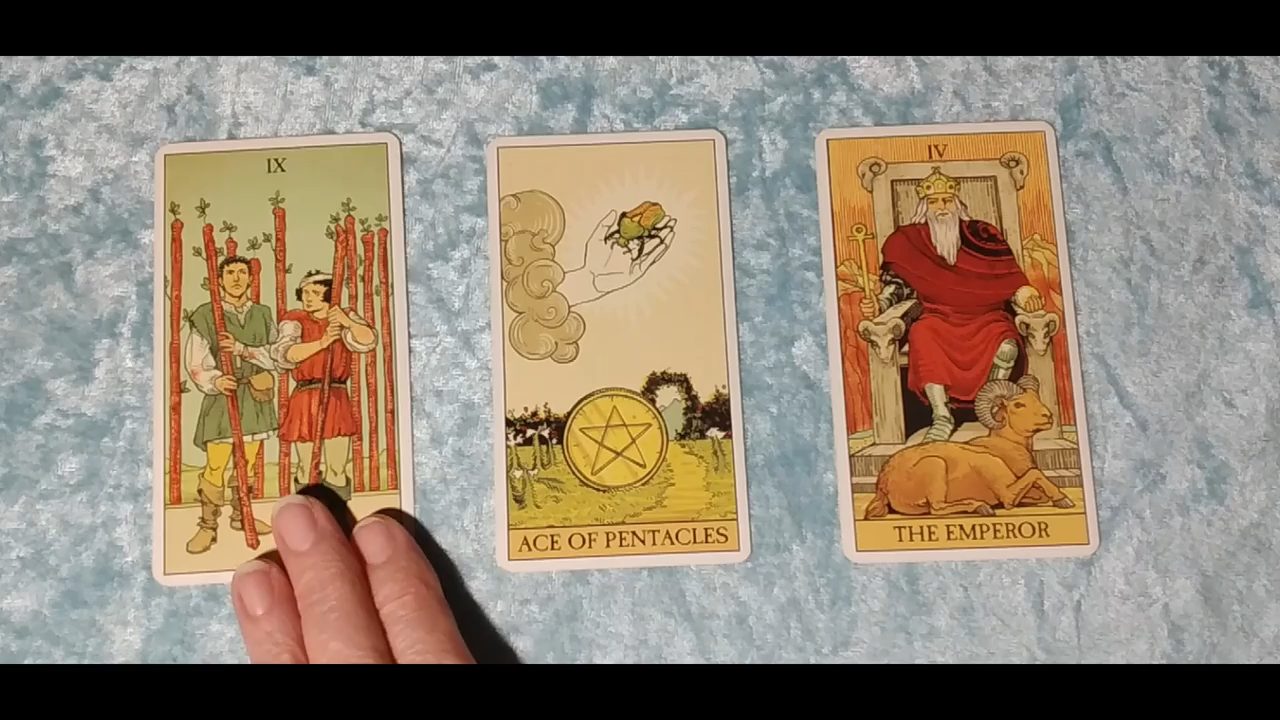 IX
ACE OF PENTACLES
IV
THE EMPEROR